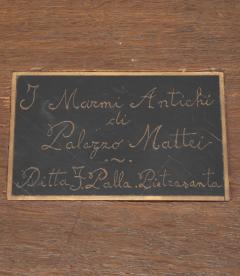 I Marmi Antichi
di
Palazzo Mattei
~
Ditta F. Palla. Pietrasanta